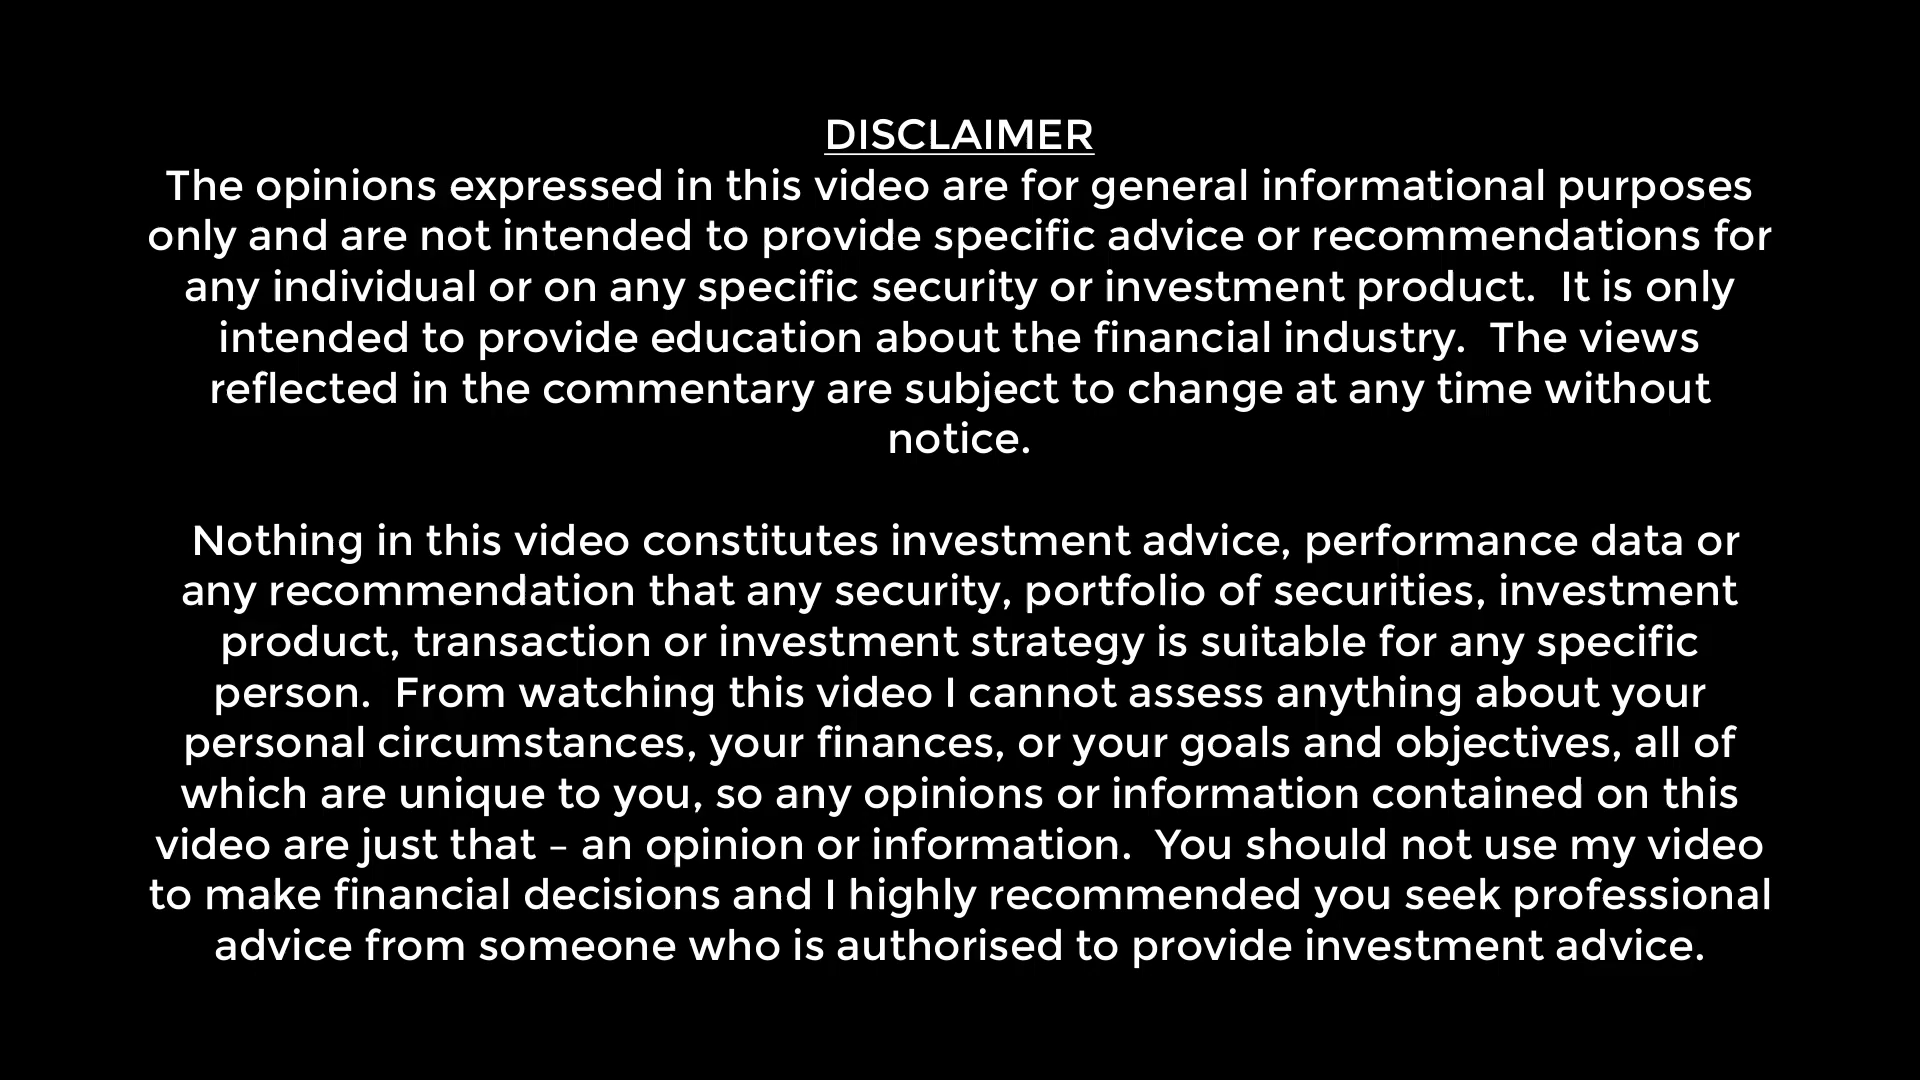 DISCLAIMER
The opinions expressed in this video are for general informational purposes
only and are not intended to provide specific advice or recommendations for
any individual or on any specific security or investment product.  It is only
intended to provide education about the financial industry.  The views
reflected in the commentary are subject to change at any time without
notice.
Nothing in this video constitutes investment advice, performance data or
any recommendation that any security, portfolio of securities, investment
product, transaction or investment strategy is suitable for any specific
person.  From watching this video I cannot assess anything about your
personal circumstances, your finances, or your goals and objectives, all of
which are unique to you, so any opinions or information contained on this
video are just that – an opinion or information.  You should not use my video
to make financial decisions and I highly recommended you seek professional
advice from someone who is authorised to provide investment advice.